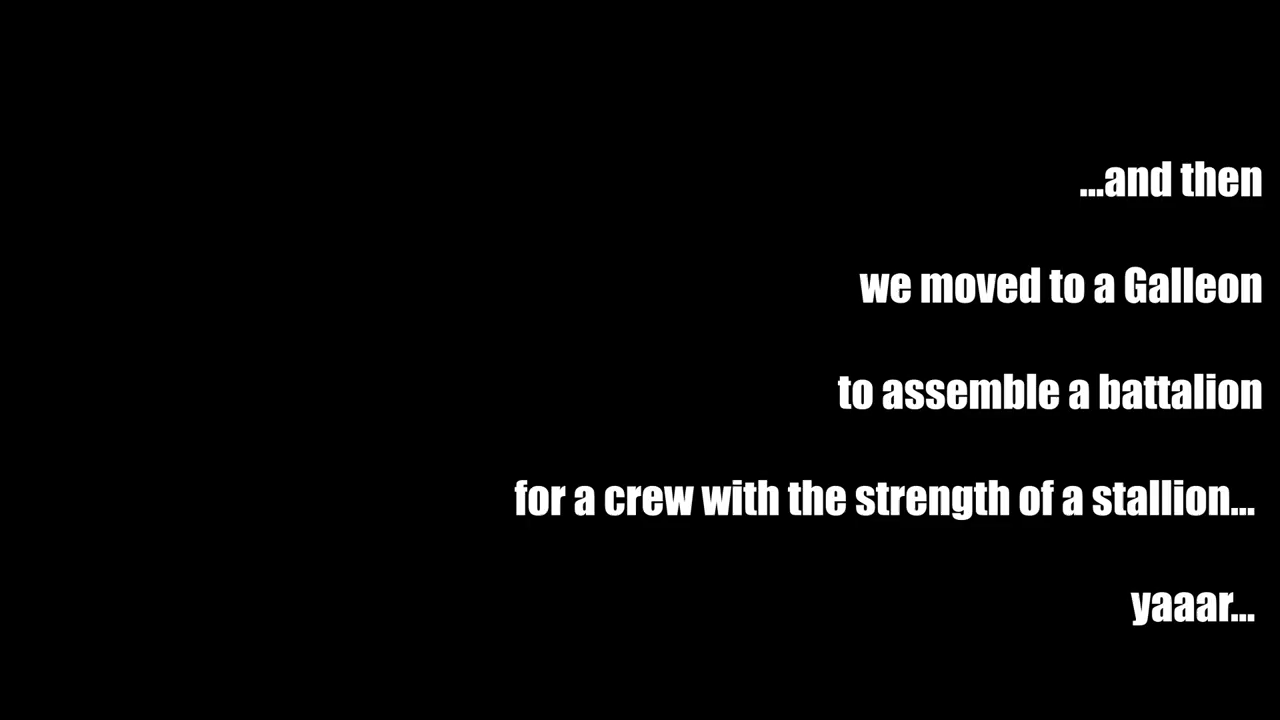 ...and then
we moved to a Galleon
to assemble a battalion
for a crew with the strength of a stallion...
yaaar...